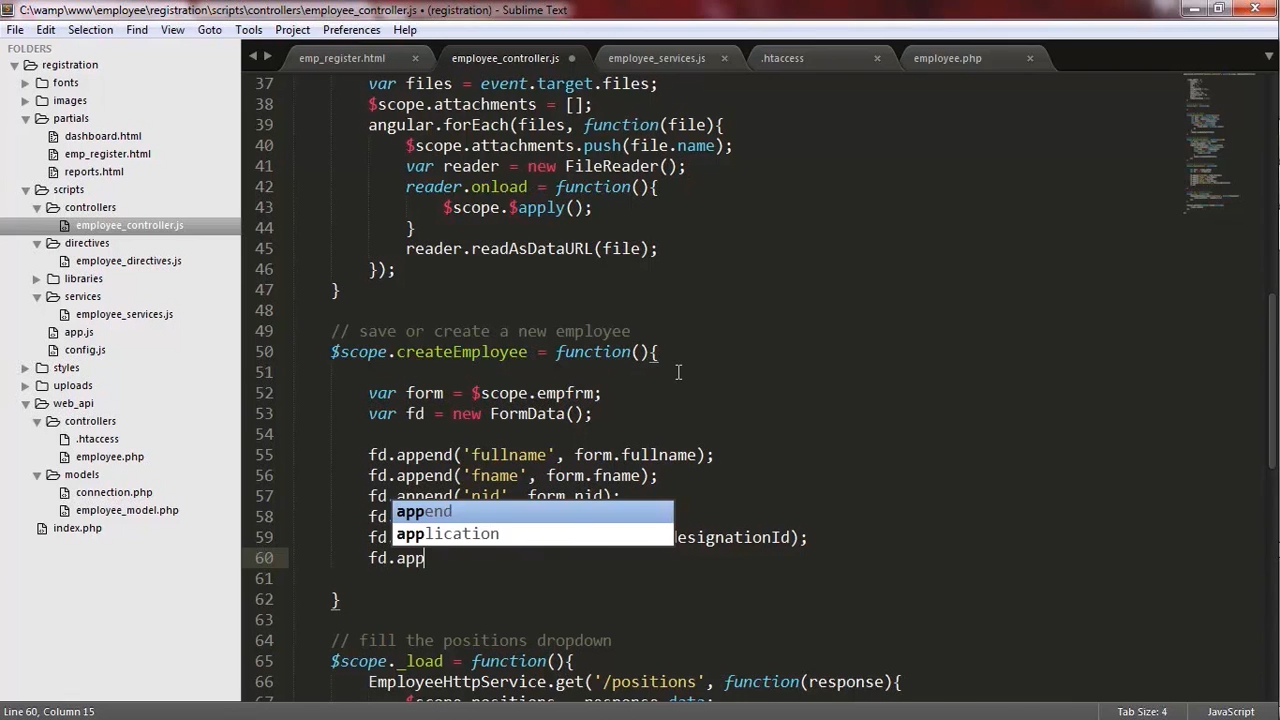 C:\wamp\www\employee\registration\scripts\controllers\employee_controller.js • (registration) - Sublime Text
File Edit Selection Find View Goto Tools Project Preferences Help
FOLDERS
registration
fonts
images
partials
dashboard.html
emp_register.html
reports.html
scripts
controllers
employee_controller.js
directives
employee_directives.js
libraries
services
employee_services.js
app.js
config.js
styles
uploads
web_api
controllers
.htaccess
employee.php
models
connection.php
employee_model.php
index.php
emp_register.html employee_controller.js employee_services.js .htaccess employee.php
37 var files = event.target.files;
38 $scope.attachments = [];
39 angular.forEach(files, function(file){
40 $scope.attachments.push(file.name);
41 var reader = new FileReader();
42 reader.onload = function(){
43 $scope.$apply();
44 }
45 reader.readAsDataURL(file);
46 });
47 }
48
49 // save or create a new employee
50 $scope.createEmployee = function(){
51
52 var form = $scope.empfrm;
53 var fd = new FormData();
54
55 fd.append('fullname', form.fullname);
56 fd.append('fname', form.fname);
57 fd.append('nid', form.nid);
58 fd.
append
59 fd. esignationId);
application
60 fd.app
61
62 }
63
64 // fill the positions dropdown
65 $scope._load = function(){
66 EmployeeHttpService.get('/positions', function(response){
67 $scope.positions = response.data;
Line 60, Column 15 Tab Size: 4 JavaScript